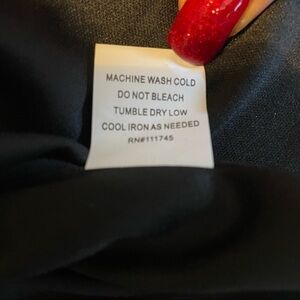 MACHINE WASH COLD
DO NOT BLEACH
TUMBLE DRY LOW
COOL IRON AS NEEDED
RN#111745